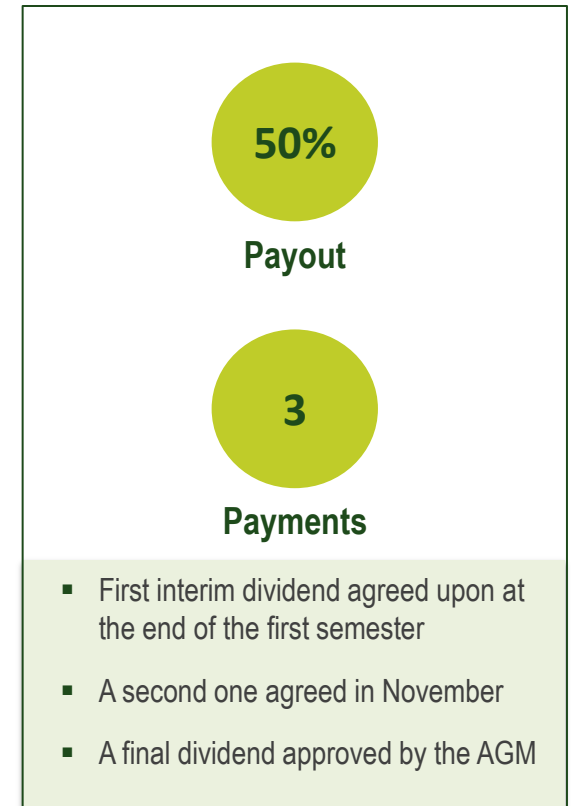 50%
Payout
3
Payments
▪ First interim dividend agreed upon at
the end of the first semester
▪ A second one agreed in November
▪ A final dividend approved by the AGM